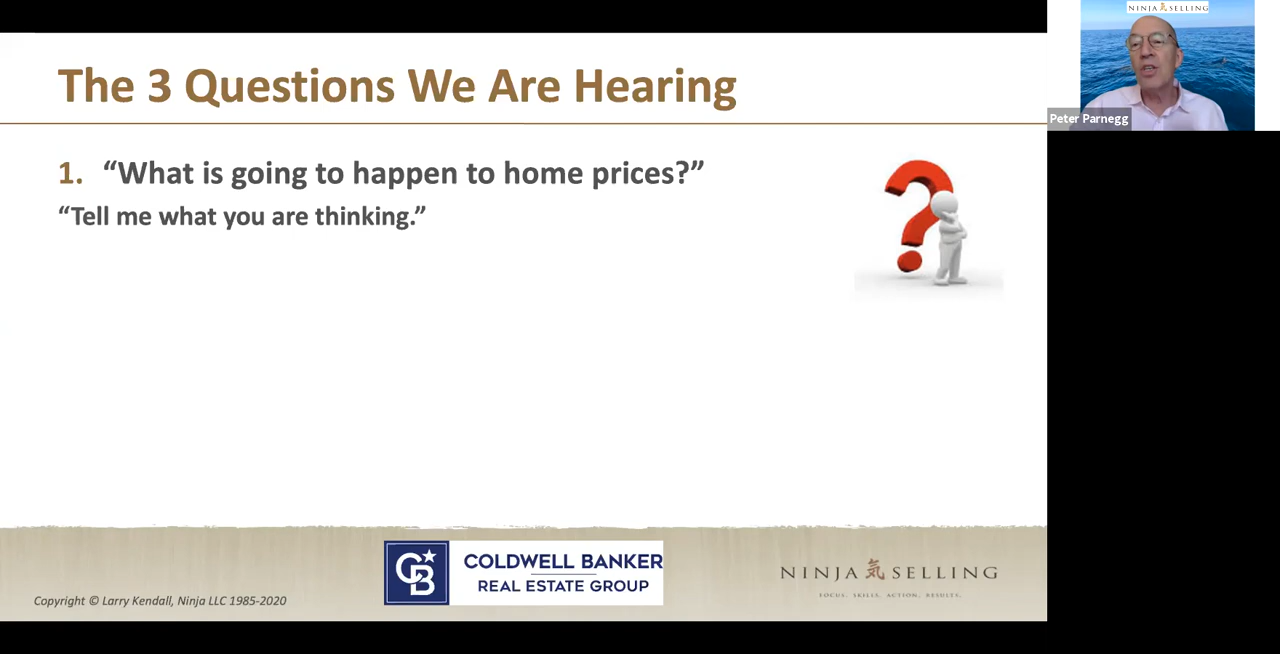 The 3 Questions We Are Hearing
1. “What is going to happen to home prices?”
“Tell me what you are thinking.”
NINJA 気 SELLING
Peter Parnegg
Copyright © Larry Kendall, Ninja LLC 1985-2020
CB
COLDWELL BANKER
REAL ESTATE GROUP
NINJA 気 SELLING
FOCUS. SKILLS. ACTION. RESULTS.